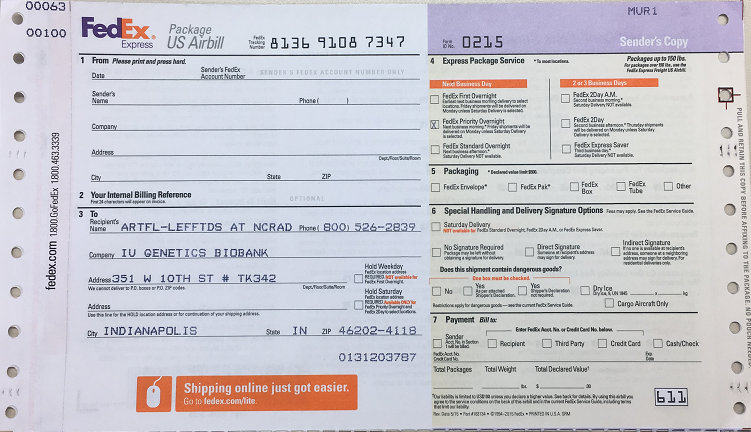 00063
00100
FedEx
Express
Package
US Airbill
FedEx
Tracking
Number
8136 9108 7347
1 From Please print and press hard.
Date
Sender's FedEx
Account Number
SENDER'S FEDEX ACCOUNT NUMBER ONLY
Sender's
Name
Phone ( )
Company
Address
Dept./Floor/Suite/Room
City State ZIP
2 Your Internal Billing Reference
First 24 characters will appear on invoice.
OPTIONAL
3 To
Recipient's
Name ARTFL-LEFFTDS AT NCRAD Phone (800) 526-2839
Company IU GENETICS BIOBANK
Address 351 W 10TH ST # TK342
We cannot deliver to P.O. boxes or P.O. ZIP codes.
Dept./Floor/Suite/Room
Address
Use this line for the HOLD location address or for continuation of your shipping address.
Hold Weekday
FedEx location address
REQUIRED. NOT available for
FedEx First Overnight.
Hold Saturday
FedEx location address
REQUIRED. Available ONLY for
FedEx Priority Overnight and
FedEx 2Day to select locations.
City INDIANAPOLIS State IN ZIP 46202-4118
0131203787
Shipping online just got easier.
Go to fedex.com/lite.
fedex.com 1.800.GoFedEx 1.800.463.3339
MUR1
Form
ID No.
0215
Sender's Copy
4 Express Package Service
*To most locations.
Packages up to 150 lbs.
For packages over 150 lbs., use the
FedEx Express Freight US Airbill.
Next Business Day
FedEx First Overnight
Earliest next business morning delivery to select
locations. Friday shipments will be delivered on
Monday unless Saturday Delivery is selected.
X
FedEx Priority Overnight
Next business morning.* Friday shipments will be
delivered on Monday unless Saturday Delivery
is selected.
FedEx Standard Overnight
Next business afternoon.*
Saturday Delivery NOT available.
2 or 3 Business Days
FedEx 2Day A.M.
Second business morning.*
Saturday Delivery NOT available.
FedEx 2Day
Second business afternoon.* Thursday shipments
will be delivered on Monday unless Saturday
Delivery is selected.
FedEx Express Saver
Third business day.*
Saturday Delivery NOT available.
5 Packaging
*Declared value limit $500.
FedEx Envelope*
FedEx Pak*
FedEx
Box
FedEx
Tube
Other
6 Special Handling and Delivery Signature Options
Fees may apply. See the FedEx Service Guide.
Saturday Delivery
NOT available for FedEx Standard Overnight, FedEx 2Day A.M., or FedEx Express Saver.
No Signature Required
Package may be left without
obtaining a signature for delivery.
Direct Signature
Someone at recipient's address
may sign for delivery.
Indirect Signature
If no one is available at recipient's
address, someone at a neighboring
address may sign for delivery. For
residential deliveries only.
Does this shipment contain dangerous goods?
One box must be checked.
No
Yes
As per attached
Shipper's Declaration.
Yes
Shipper's Declaration
not required.
Dry Ice
Dry Ice, 9, UN 1845 x kg
Restrictions apply for dangerous goods — see the current FedEx Service Guide.
Cargo Aircraft Only
7 Payment Bill to:
Enter FedEx Acct. No. or Credit Card No. below.
Sender
Acct. No. in Section
1 will be billed.
Recipient
Third Party
Credit Card
Cash/Check
FedEx Acct. No.
Credit Card No.
Exp.
Date
Total Packages Total Weight Total Declared Value†
lbs. $ .00
†Our liability is limited to US$100 unless you declare a higher value. See back for details. By using this airbill you
agree to the service conditions on the back of this airbill and in the current FedEx Service Guide, including terms
that limit our liability.
611
Rev. Date 5/15 • Part #163134 • ©1994–2015 FedEx • PRINTED IN U.S.A. SRM
PULL AND RETAIN THIS COPY BEFORE AFFIXING TO THE PACKAGE. NO POUCH NEEDED.